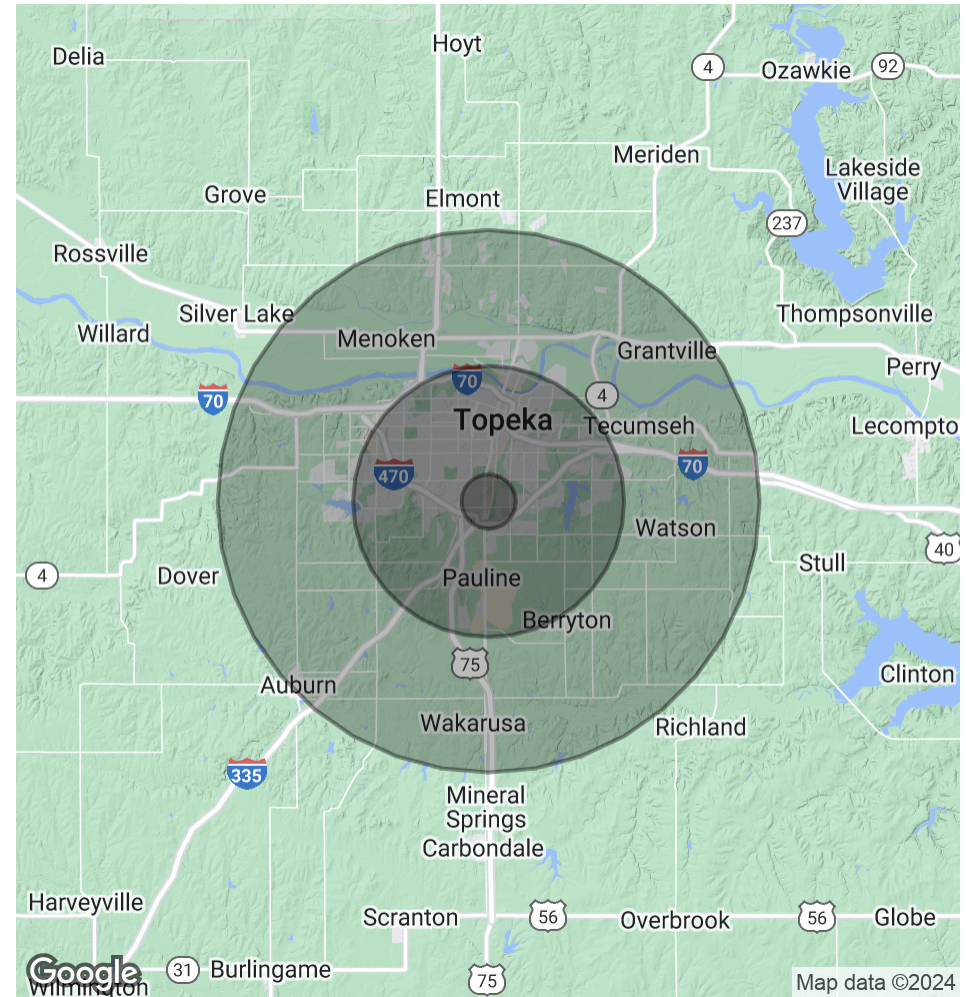 Hoyt
Delia
4
Ozawkie
92
Meriden
Lakeside
Village
Grove
Elmont
237
Rossville
Silver Lake
Thompsonville
Willard
Menoken
Grantville
Perry
70
70
4
Topeka
Tecumseh
Lecompto
470
70
Watson
40
Stull
4
Dover
Pauline
Berryton
75
Clinton
Auburn
Wakarusa
Richland
335
Mineral
Springs
Carbondale
Harveyville
Scranton
56
Overbrook
56
Globe
Google
31
Burlingame
75
Map data ©2024
Wilmington